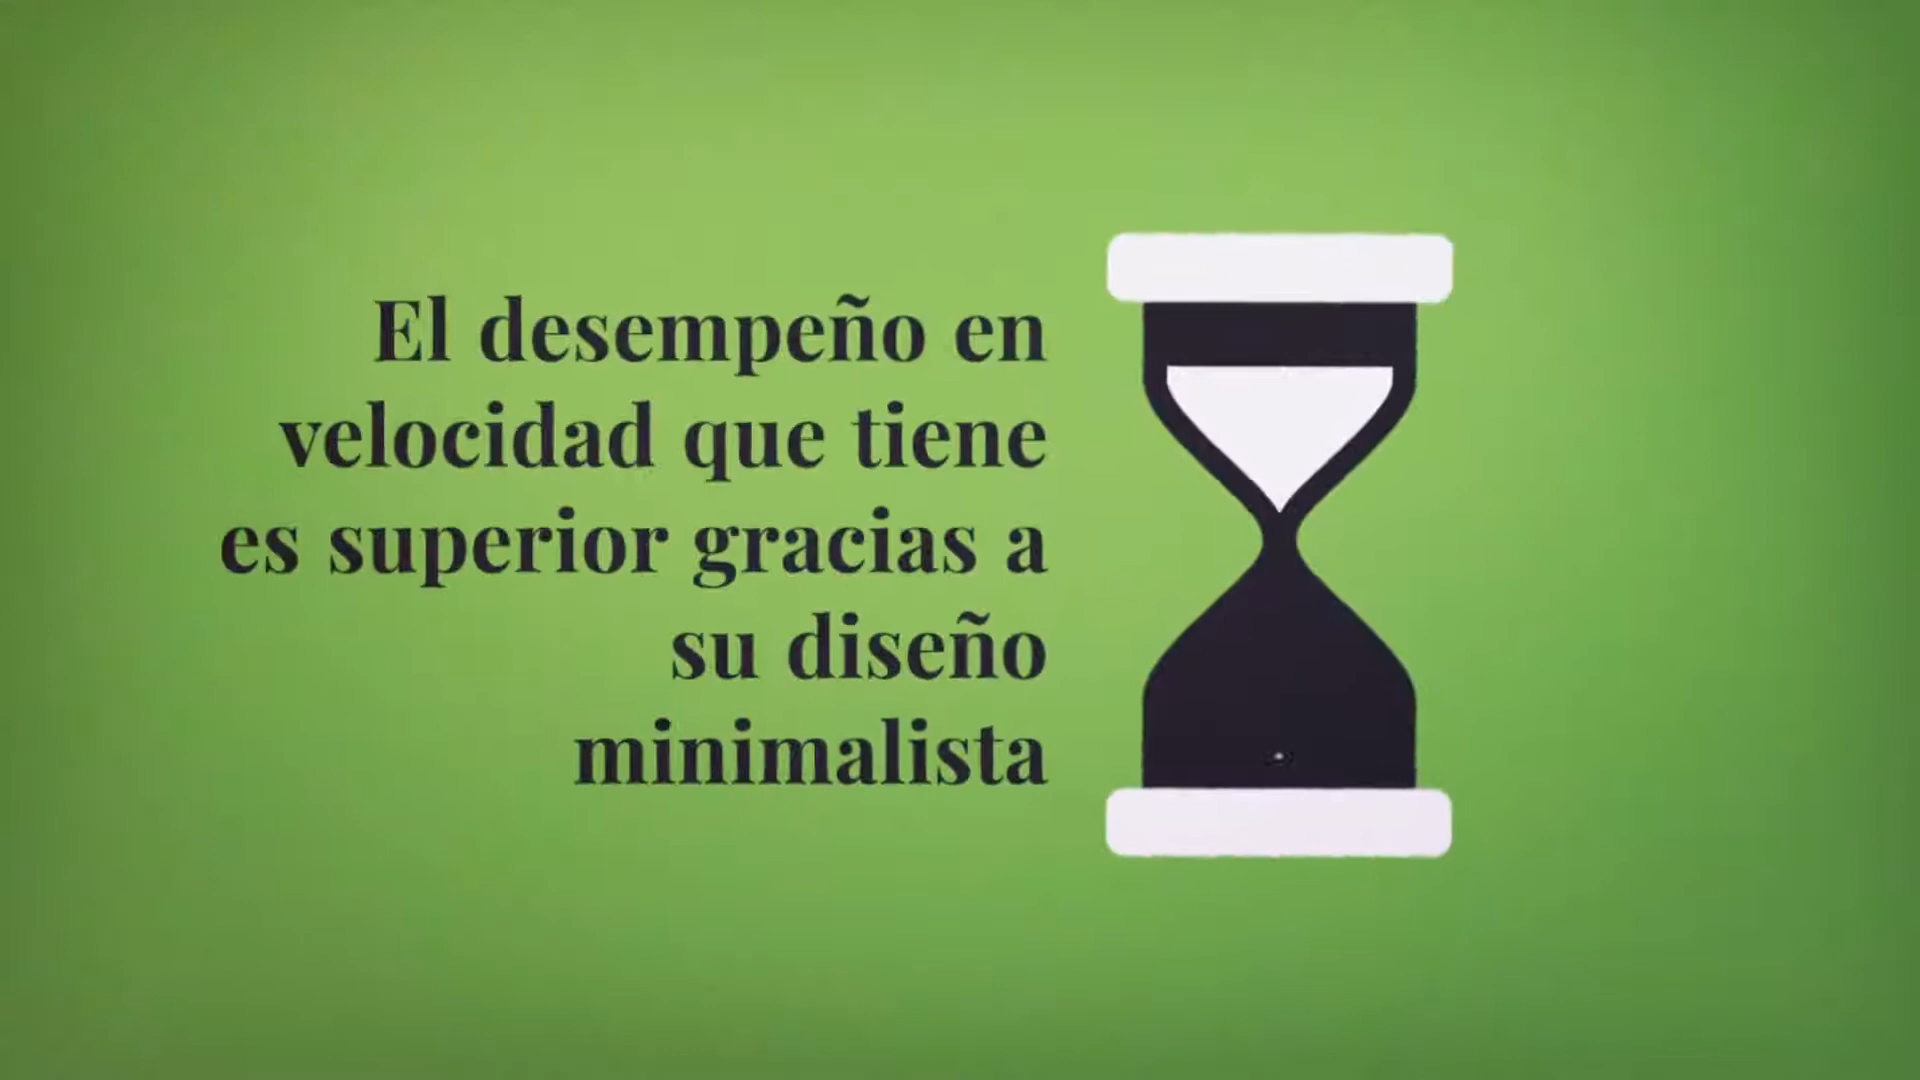 El desempeño en
velocidad que tiene
es superior gracias a
su diseño
minimalista